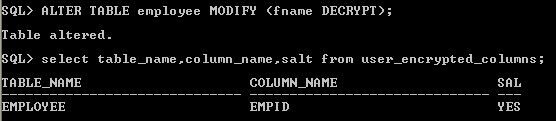 SQL> ALTER TABLE employee MODIFY (fname DECRYPT);
Table altered.
SQL> select table_name,column_name,salt from user_encrypted_columns;
TABLE_NAME COLUMN_NAME SAL
------------------------------ ------------------------------ ---
EMPLOYEE EMPID YES